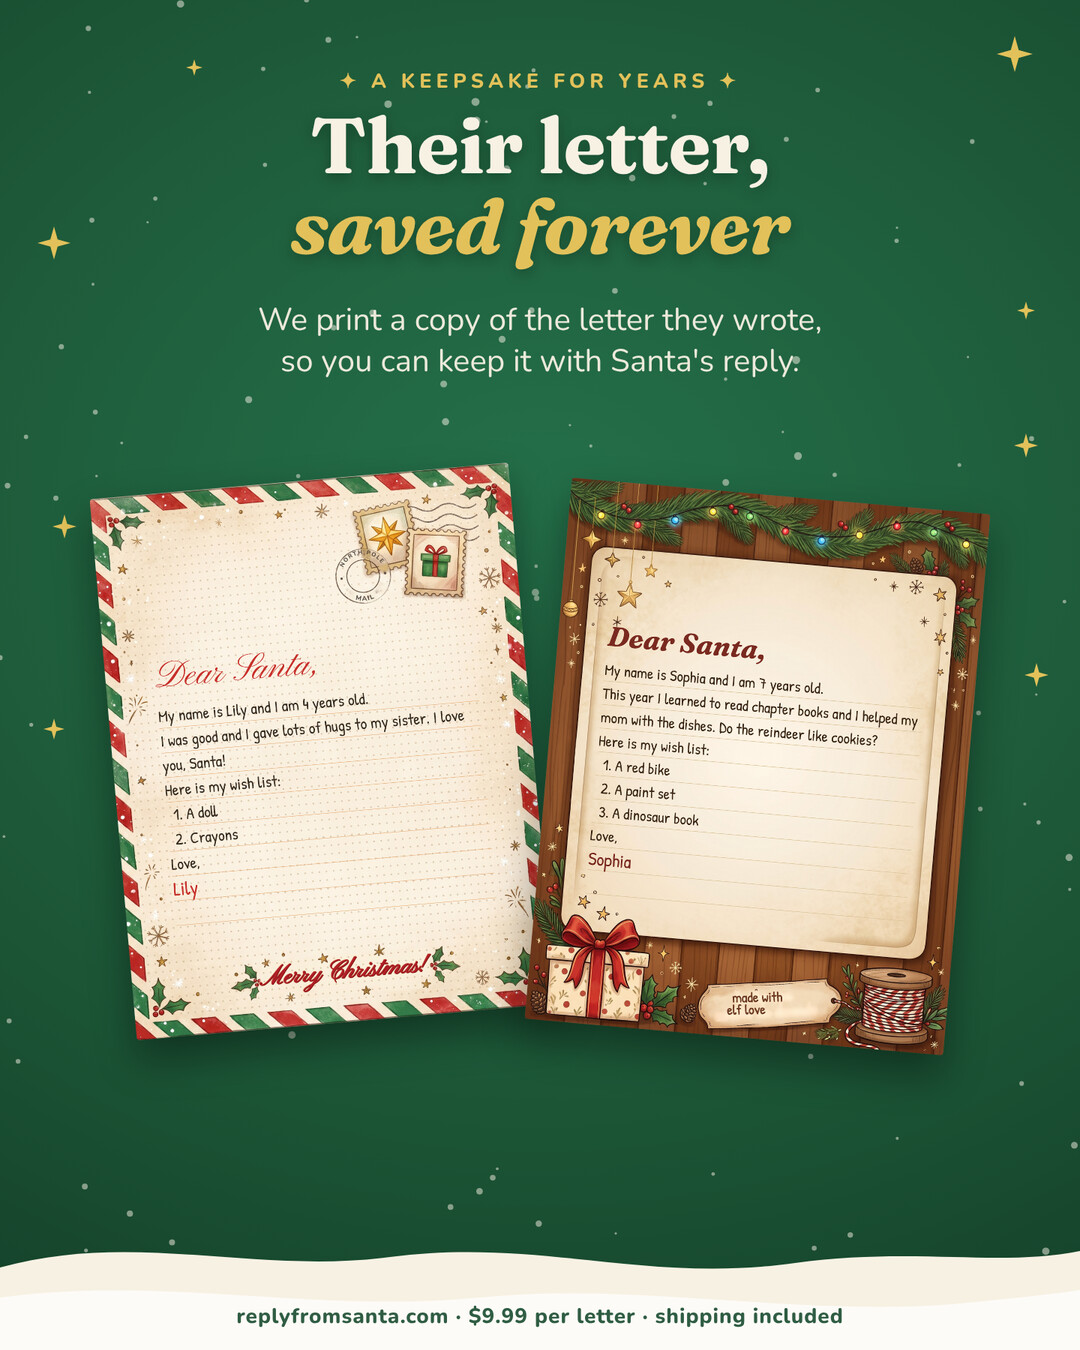 ✦ A KEEPSAKE FOR YEARS ✦
Their letter,
saved forever
We print a copy of the letter they wrote,
so you can keep it with Santa's reply.
NORTH POLE
MAIL
Dear Santa,
My name is Lily and I am 4 years old.
I was good and I gave lots of hugs to my sister. I love
you, Santa!
Here is my wish list:
1. A doll
2. Crayons
Love,
Lily
Merry Christmas!
Dear Santa,
My name is Sophia and I am 7 years old.
This year I learned to read chapter books and I helped my
mom with the dishes. Do the reindeer like cookies?
Here is my wish list:
1. A red bike
2. A paint set
3. A dinosaur book
Love,
Sophia
made with
elf love
replyfromsanta.com · $9.99 per letter · shipping included